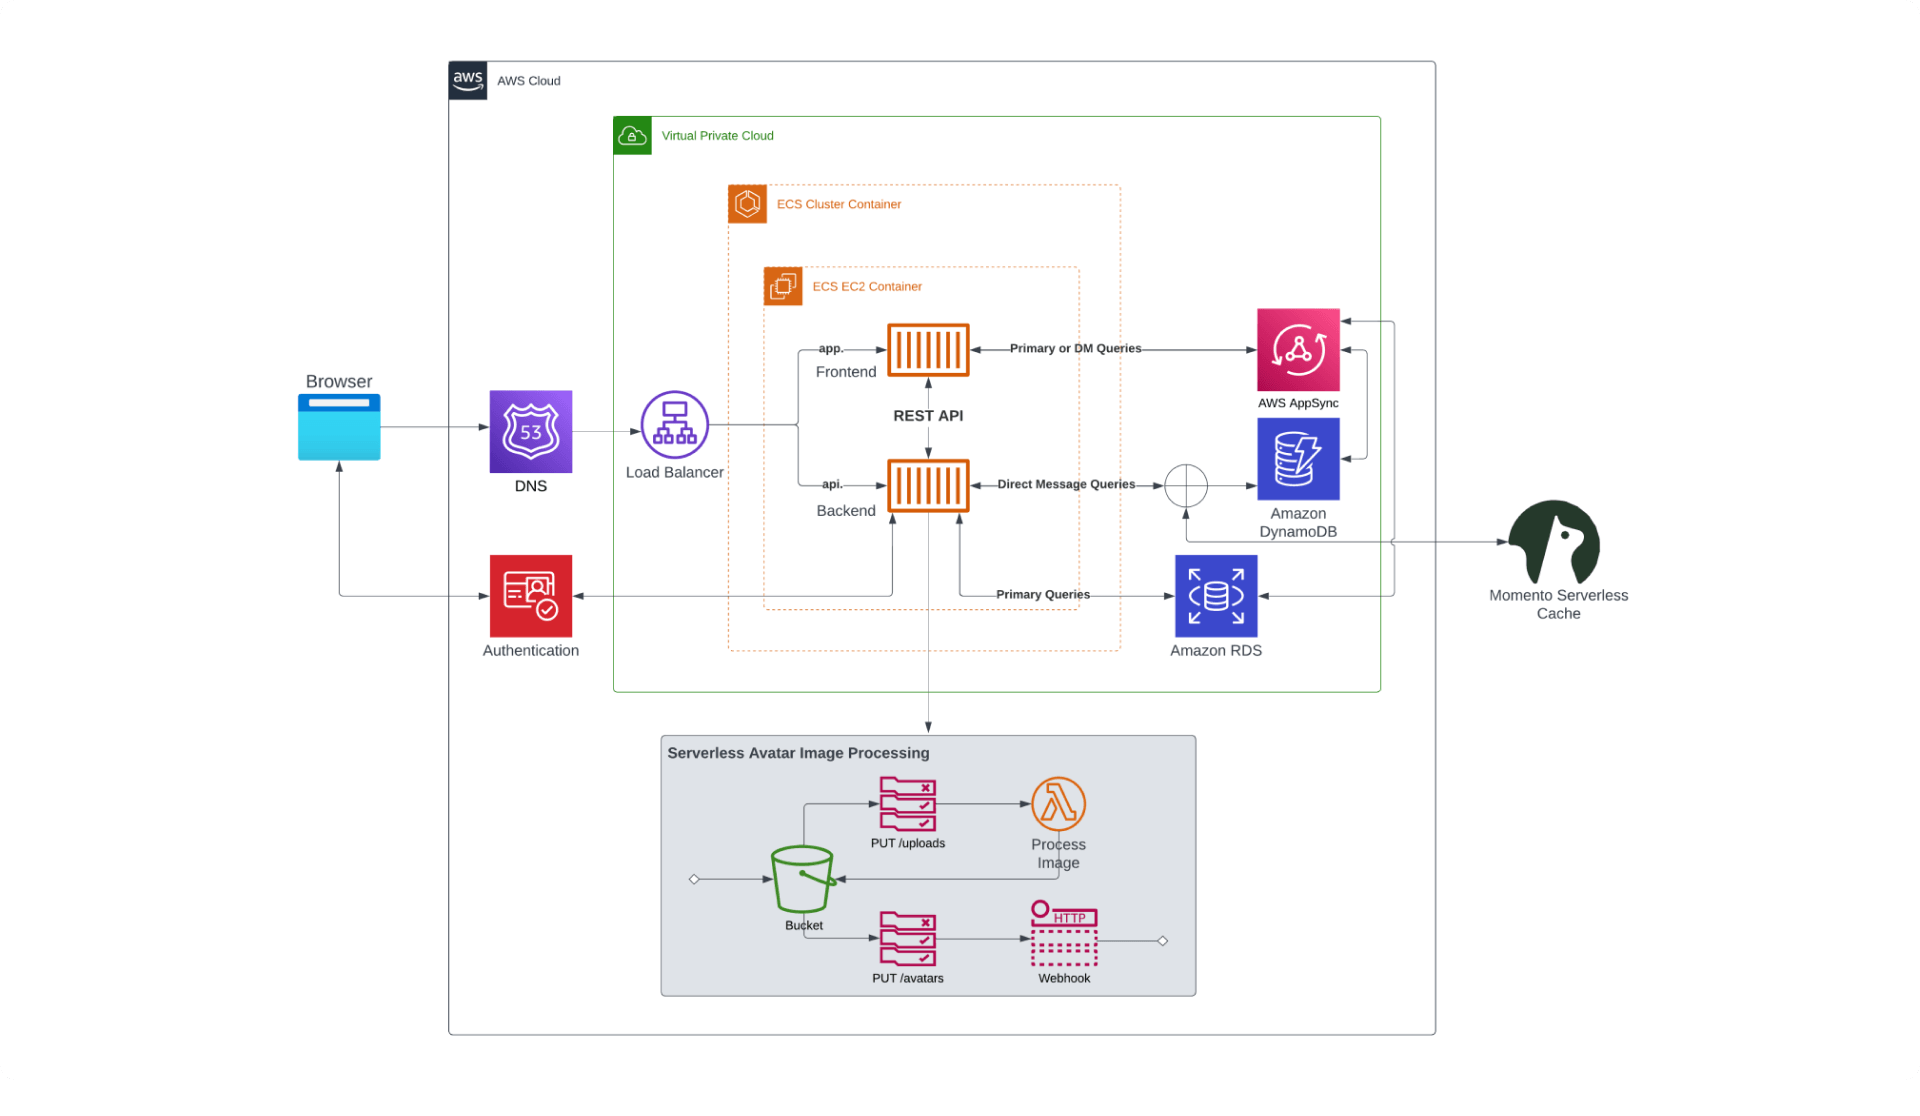 aws
AWS Cloud
Virtual Private Cloud
ECS Cluster Container
ECS EC2 Container
app.
Frontend
Primary or DM Queries
AWS AppSync
Browser
53
DNS
Load Balancer
REST API
api.
Backend
Direct Message Queries
Amazon
DynamoDB
Momento Serverless
Cache
Authentication
Primary Queries
Amazon RDS
Serverless Avatar Image Processing
PUT /uploads
Process
Image
Bucket
PUT /avatars
HTTP
Webhook